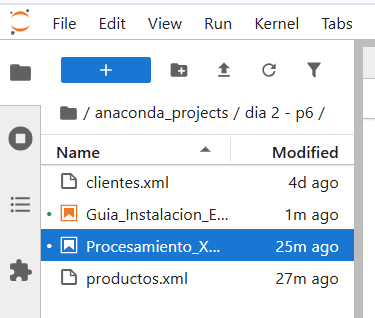 File Edit View Run Kernel Tabs
+
/ anaconda_projects / dia 2 - p6 /
Name Modified
clientes.xml 4d ago
Guia_Instalacion_E... 1m ago
Procesamiento_X... 25m ago
productos.xml 27m ago